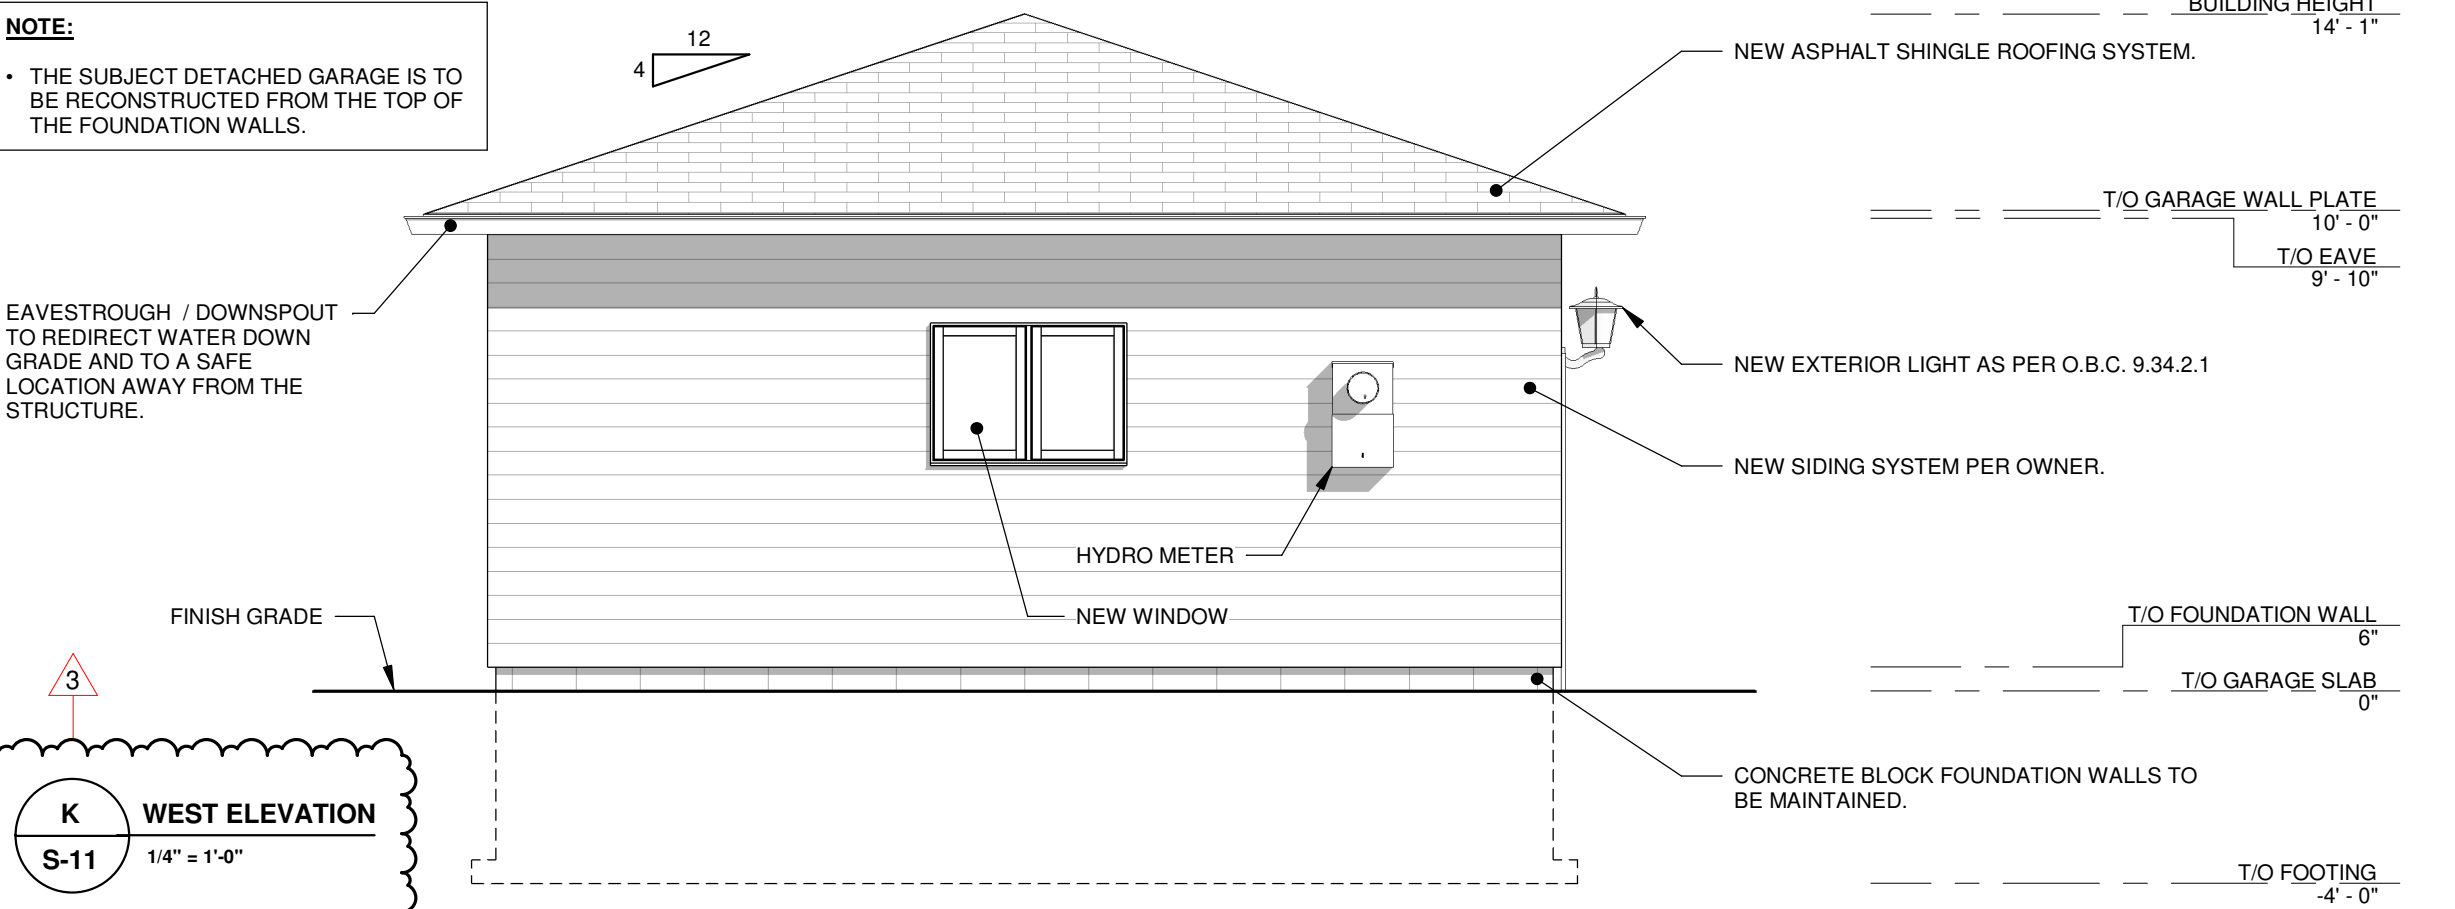 NOTE:
• THE SUBJECT DETACHED GARAGE IS TO
BE RECONSTRUCTED FROM THE TOP OF
THE FOUNDATION WALLS.
12
4
BUILDING HEIGHT
14' - 1"
NEW ASPHALT SHINGLE ROOFING SYSTEM.
T/O GARAGE WALL PLATE
10' - 0"
T/O EAVE
9' - 10"
EAVESTROUGH / DOWNSPOUT
TO REDIRECT WATER DOWN
GRADE AND TO A SAFE
LOCATION AWAY FROM THE
STRUCTURE.
NEW EXTERIOR LIGHT AS PER O.B.C. 9.34.2.1
NEW SIDING SYSTEM PER OWNER.
HYDRO METER
NEW WINDOW
FINISH GRADE
T/O FOUNDATION WALL
6"
T/O GARAGE SLAB
0"
3
CONCRETE BLOCK FOUNDATION WALLS TO
BE MAINTAINED.
K
WEST ELEVATION
S-11
1/4" = 1'-0"
T/O FOOTING
-4' - 0"